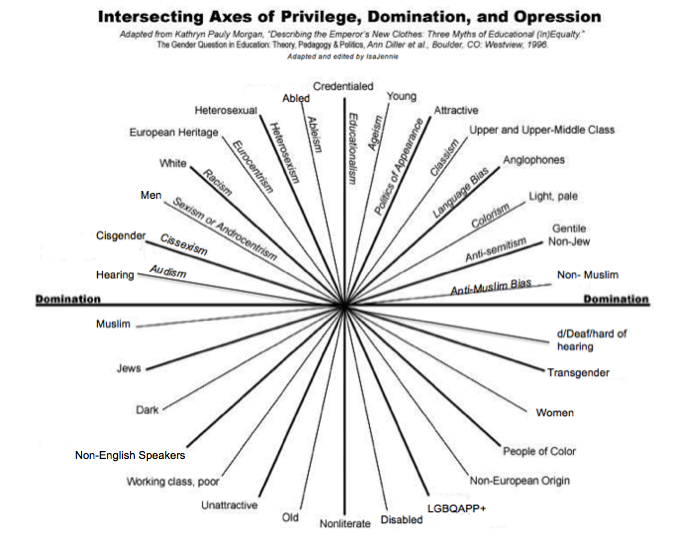 Intersecting Axes of Privilege, Domination, and Opression
Adapted from Kathryn Pauly Morgan, "Describing the Emperor's New Clothes: Three Myths of Educational (In)Equalty."
The Gender Question in Education: Theory, Pedagogy & Politics, Ann Diller et al., Boulder, CO: Westview, 1996.
Adapted and edited by IsaJennie
Credentialed
Abled
Young
Heterosexual
Attractive
European Heritage
Upper and Upper-Middle Class
White
Anglophones
Men
Light, pale
Cisgender
Gentile
Non-Jew
Hearing
Non- Muslim
Audism
Cissexism
Sexism or Androcentrism
Racism
Eurocentrism
Heterosexism
Ableism
Educationalism
Ageism
Politics of Appearance
Classism
Language Bias
Colorism
Anti-semitism
Anti-Muslim Bias
Domination
Domination
Muslim
d/Deaf/hard of
hearing
Jews
Transgender
Dark
Women
Non-English Speakers
People of Color
Working class, poor
Non-European Origin
Unattractive
LGBQAPP+
Old
Nonliterate
Disabled